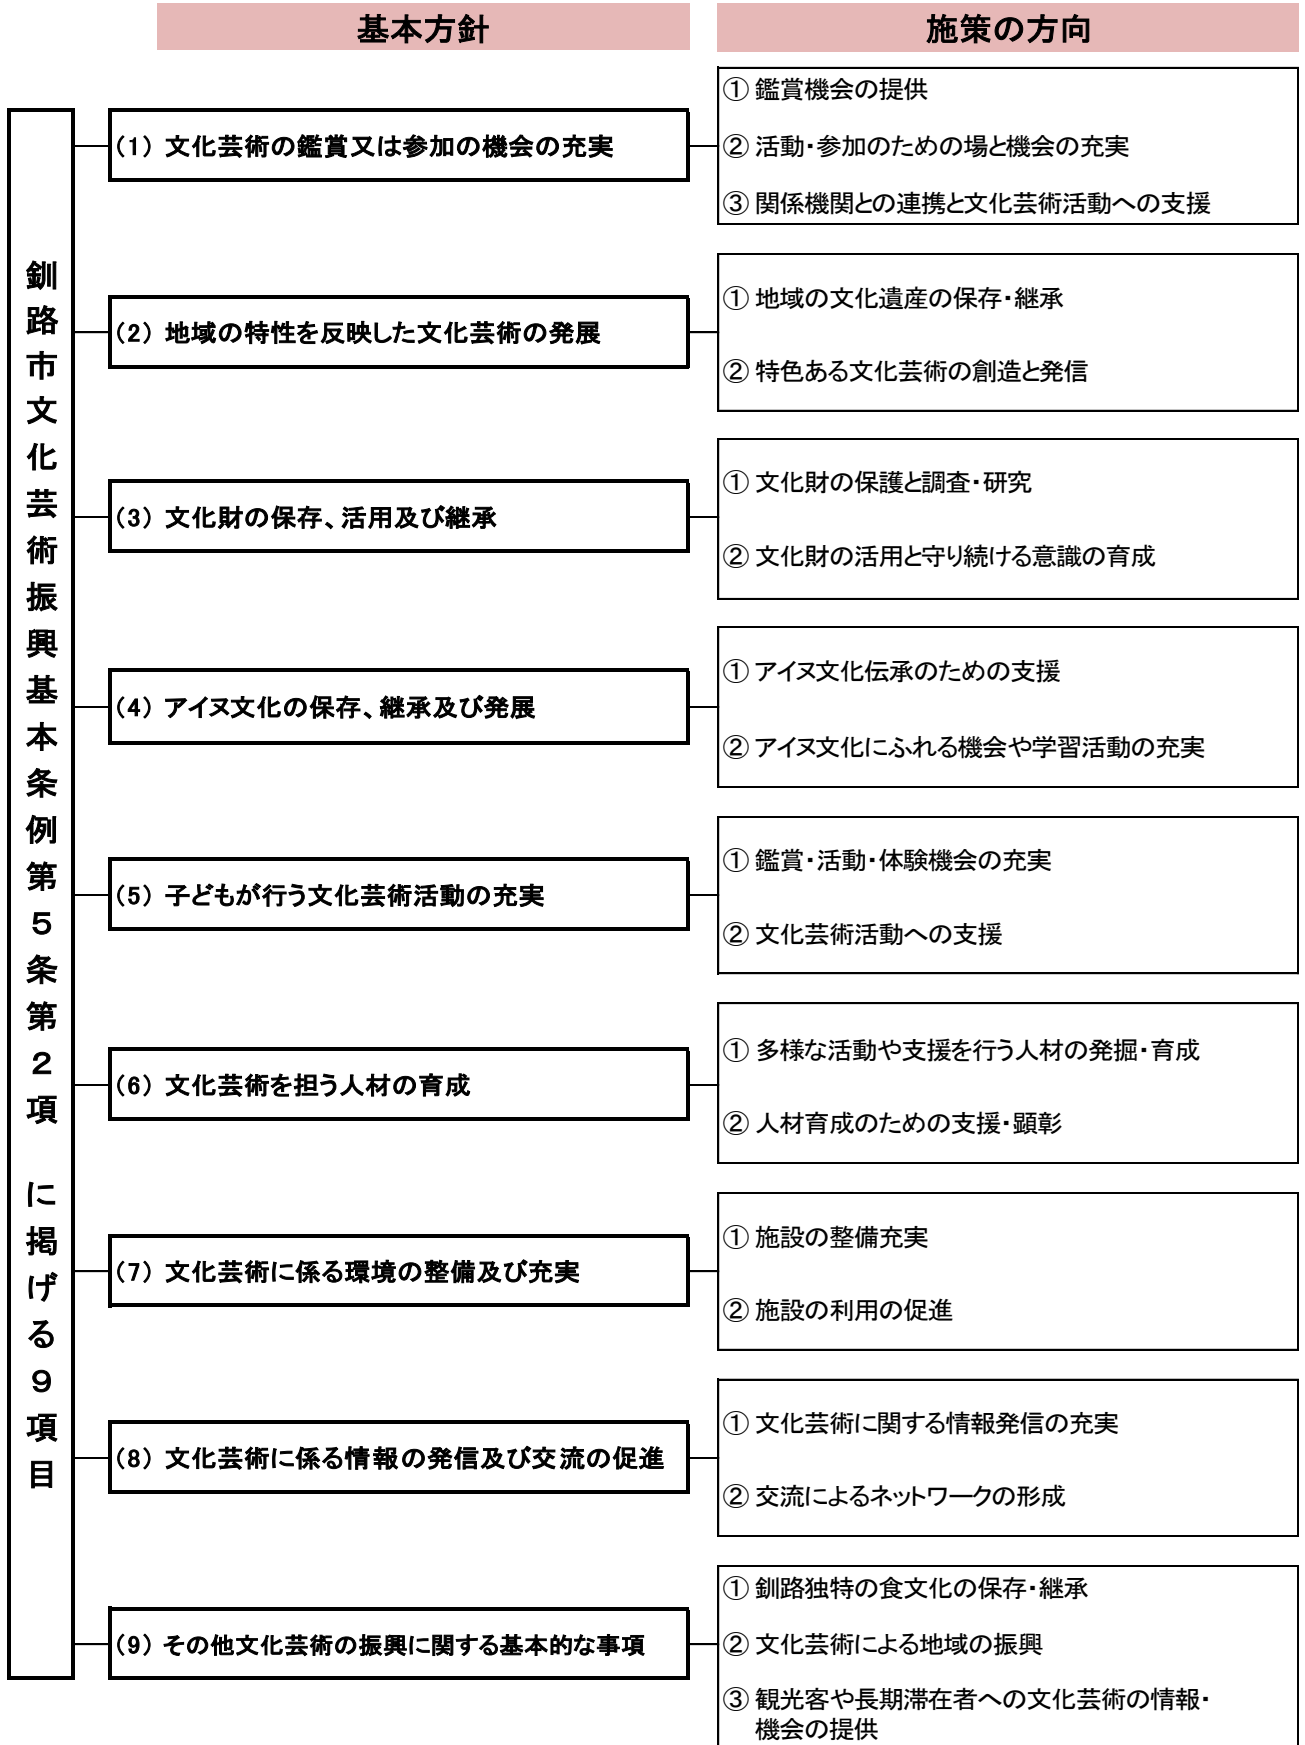 基本方針
施策の方向
釧路市文化芸術振興基本条例第５条第２項　に掲げる９項目
(1) 文化芸術の鑑賞又は参加の機会の充実
① 鑑賞機会の提供
② 活動・参加のための場と機会の充実
③ 関係機関との連携と文化芸術活動への支援
(2) 地域の特性を反映した文化芸術の発展
① 地域の文化遺産の保存・継承
② 特色ある文化芸術の創造と発信
(3) 文化財の保存、活用及び継承
① 文化財の保護と調査・研究
② 文化財の活用と守り続ける意識の育成
(4) アイヌ文化の保存、継承及び発展
① アイヌ文化伝承のための支援
② アイヌ文化にふれる機会や学習活動の充実
(5) 子どもが行う文化芸術活動の充実
① 鑑賞・活動・体験機会の充実
② 文化芸術活動への支援
(6) 文化芸術を担う人材の育成
① 多様な活動や支援を行う人材の発掘・育成
② 人材育成のための支援・顕彰
(7) 文化芸術に係る環境の整備及び充実
① 施設の整備充実
② 施設の利用の促進
(8) 文化芸術に係る情報の発信及び交流の促進
① 文化芸術に関する情報発信の充実
② 交流によるネットワークの形成
(9) その他文化芸術の振興に関する基本的な事項
① 釧路独特の食文化の保存・継承
② 文化芸術による地域の振興
③ 観光客や長期滞在者への文化芸術の情報・
機会の提供